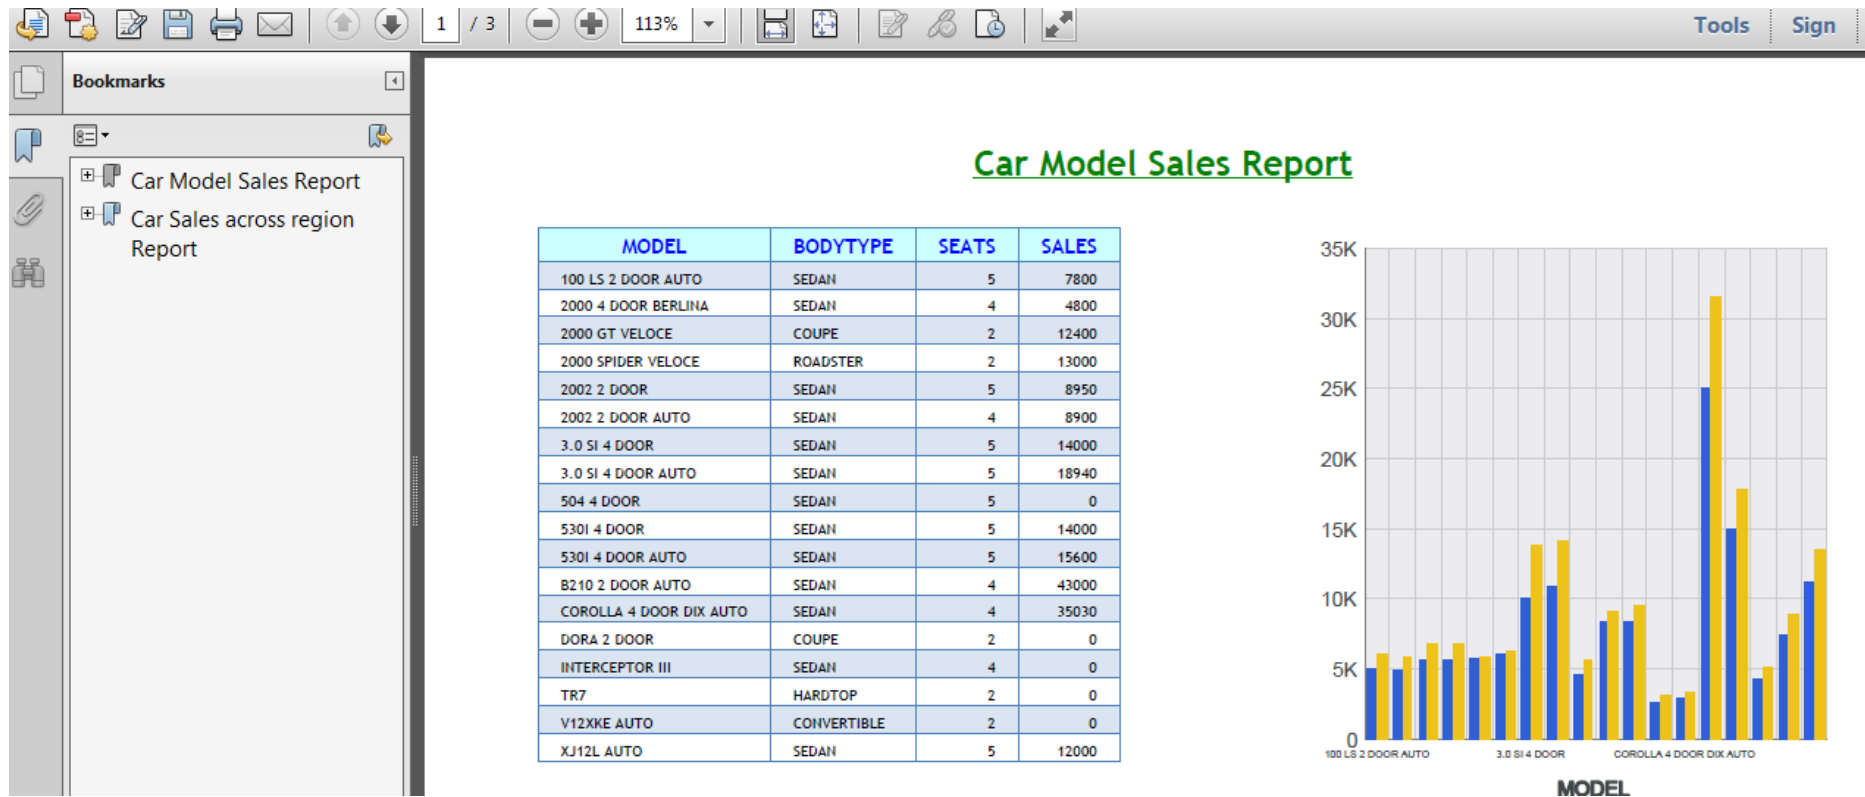 1 / 3 113% Tools Sign
Bookmarks
Car Model Sales Report
Car Sales across region
Report
Car Model Sales Report
MODEL BODYTYPE SEATS SALES
100 LS 2 DOOR AUTO SEDAN 5 7800
2000 4 DOOR BERLINA SEDAN 4 4800
2000 GT VELOCE COUPE 2 12400
2000 SPIDER VELOCE ROADSTER 2 13000
2002 2 DOOR SEDAN 5 8950
2002 2 DOOR AUTO SEDAN 4 8900
3.0 SI 4 DOOR SEDAN 5 14000
3.0 SI 4 DOOR AUTO SEDAN 5 18940
504 4 DOOR SEDAN 5 0
530I 4 DOOR SEDAN 5 14000
530I 4 DOOR AUTO SEDAN 5 15600
B210 2 DOOR AUTO SEDAN 4 43000
COROLLA 4 DOOR DIX AUTO SEDAN 4 35030
DORA 2 DOOR COUPE 2 0
INTERCEPTOR III SEDAN 4 0
TR7 HARDTOP 2 0
V12XKE AUTO CONVERTIBLE 2 0
XJ12L AUTO SEDAN 5 12000
35K
30K
25K
20K
15K
10K
5K
0
100 LS 2 DOOR AUTO 3.0 SI 4 DOOR COROLLA 4 DOOR DIX AUTO
MODEL